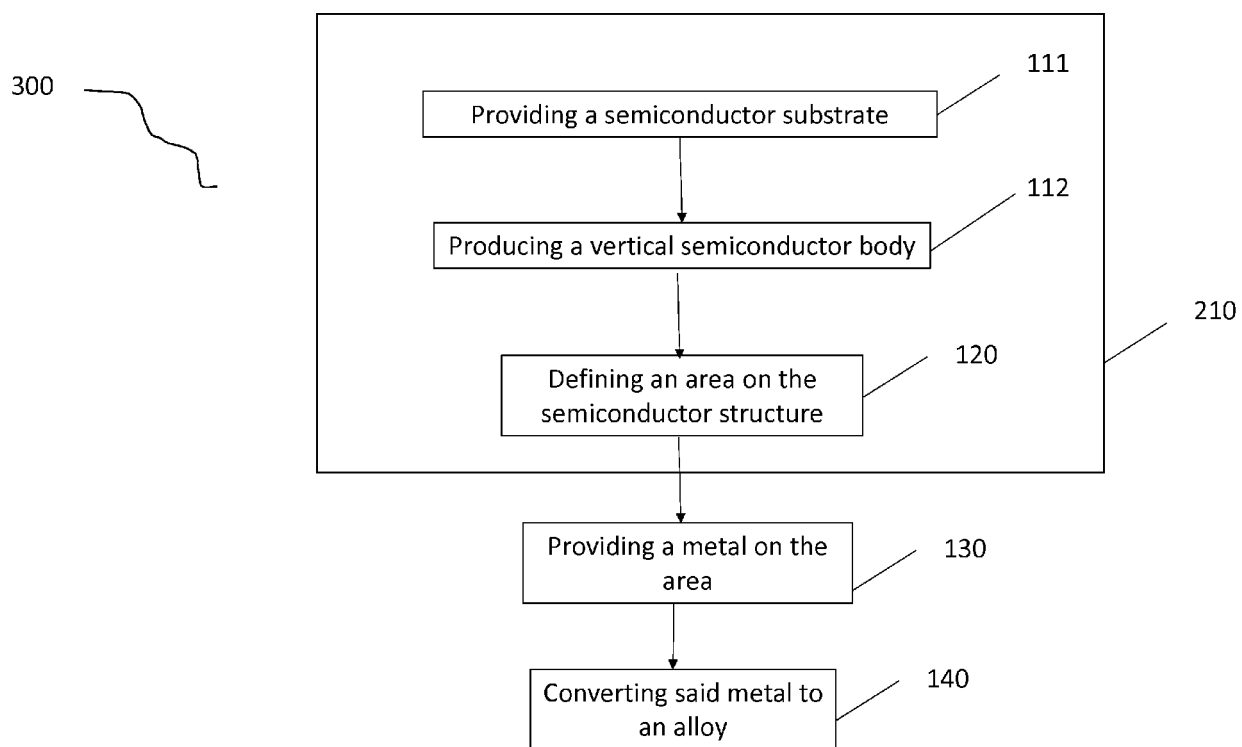 300
111
Providing a semiconductor substrate
112
Producing a vertical semiconductor body
210
120
Defining an area on the
semiconductor structure
130
Providing a metal on the
area
140
Converting said metal to
an alloy